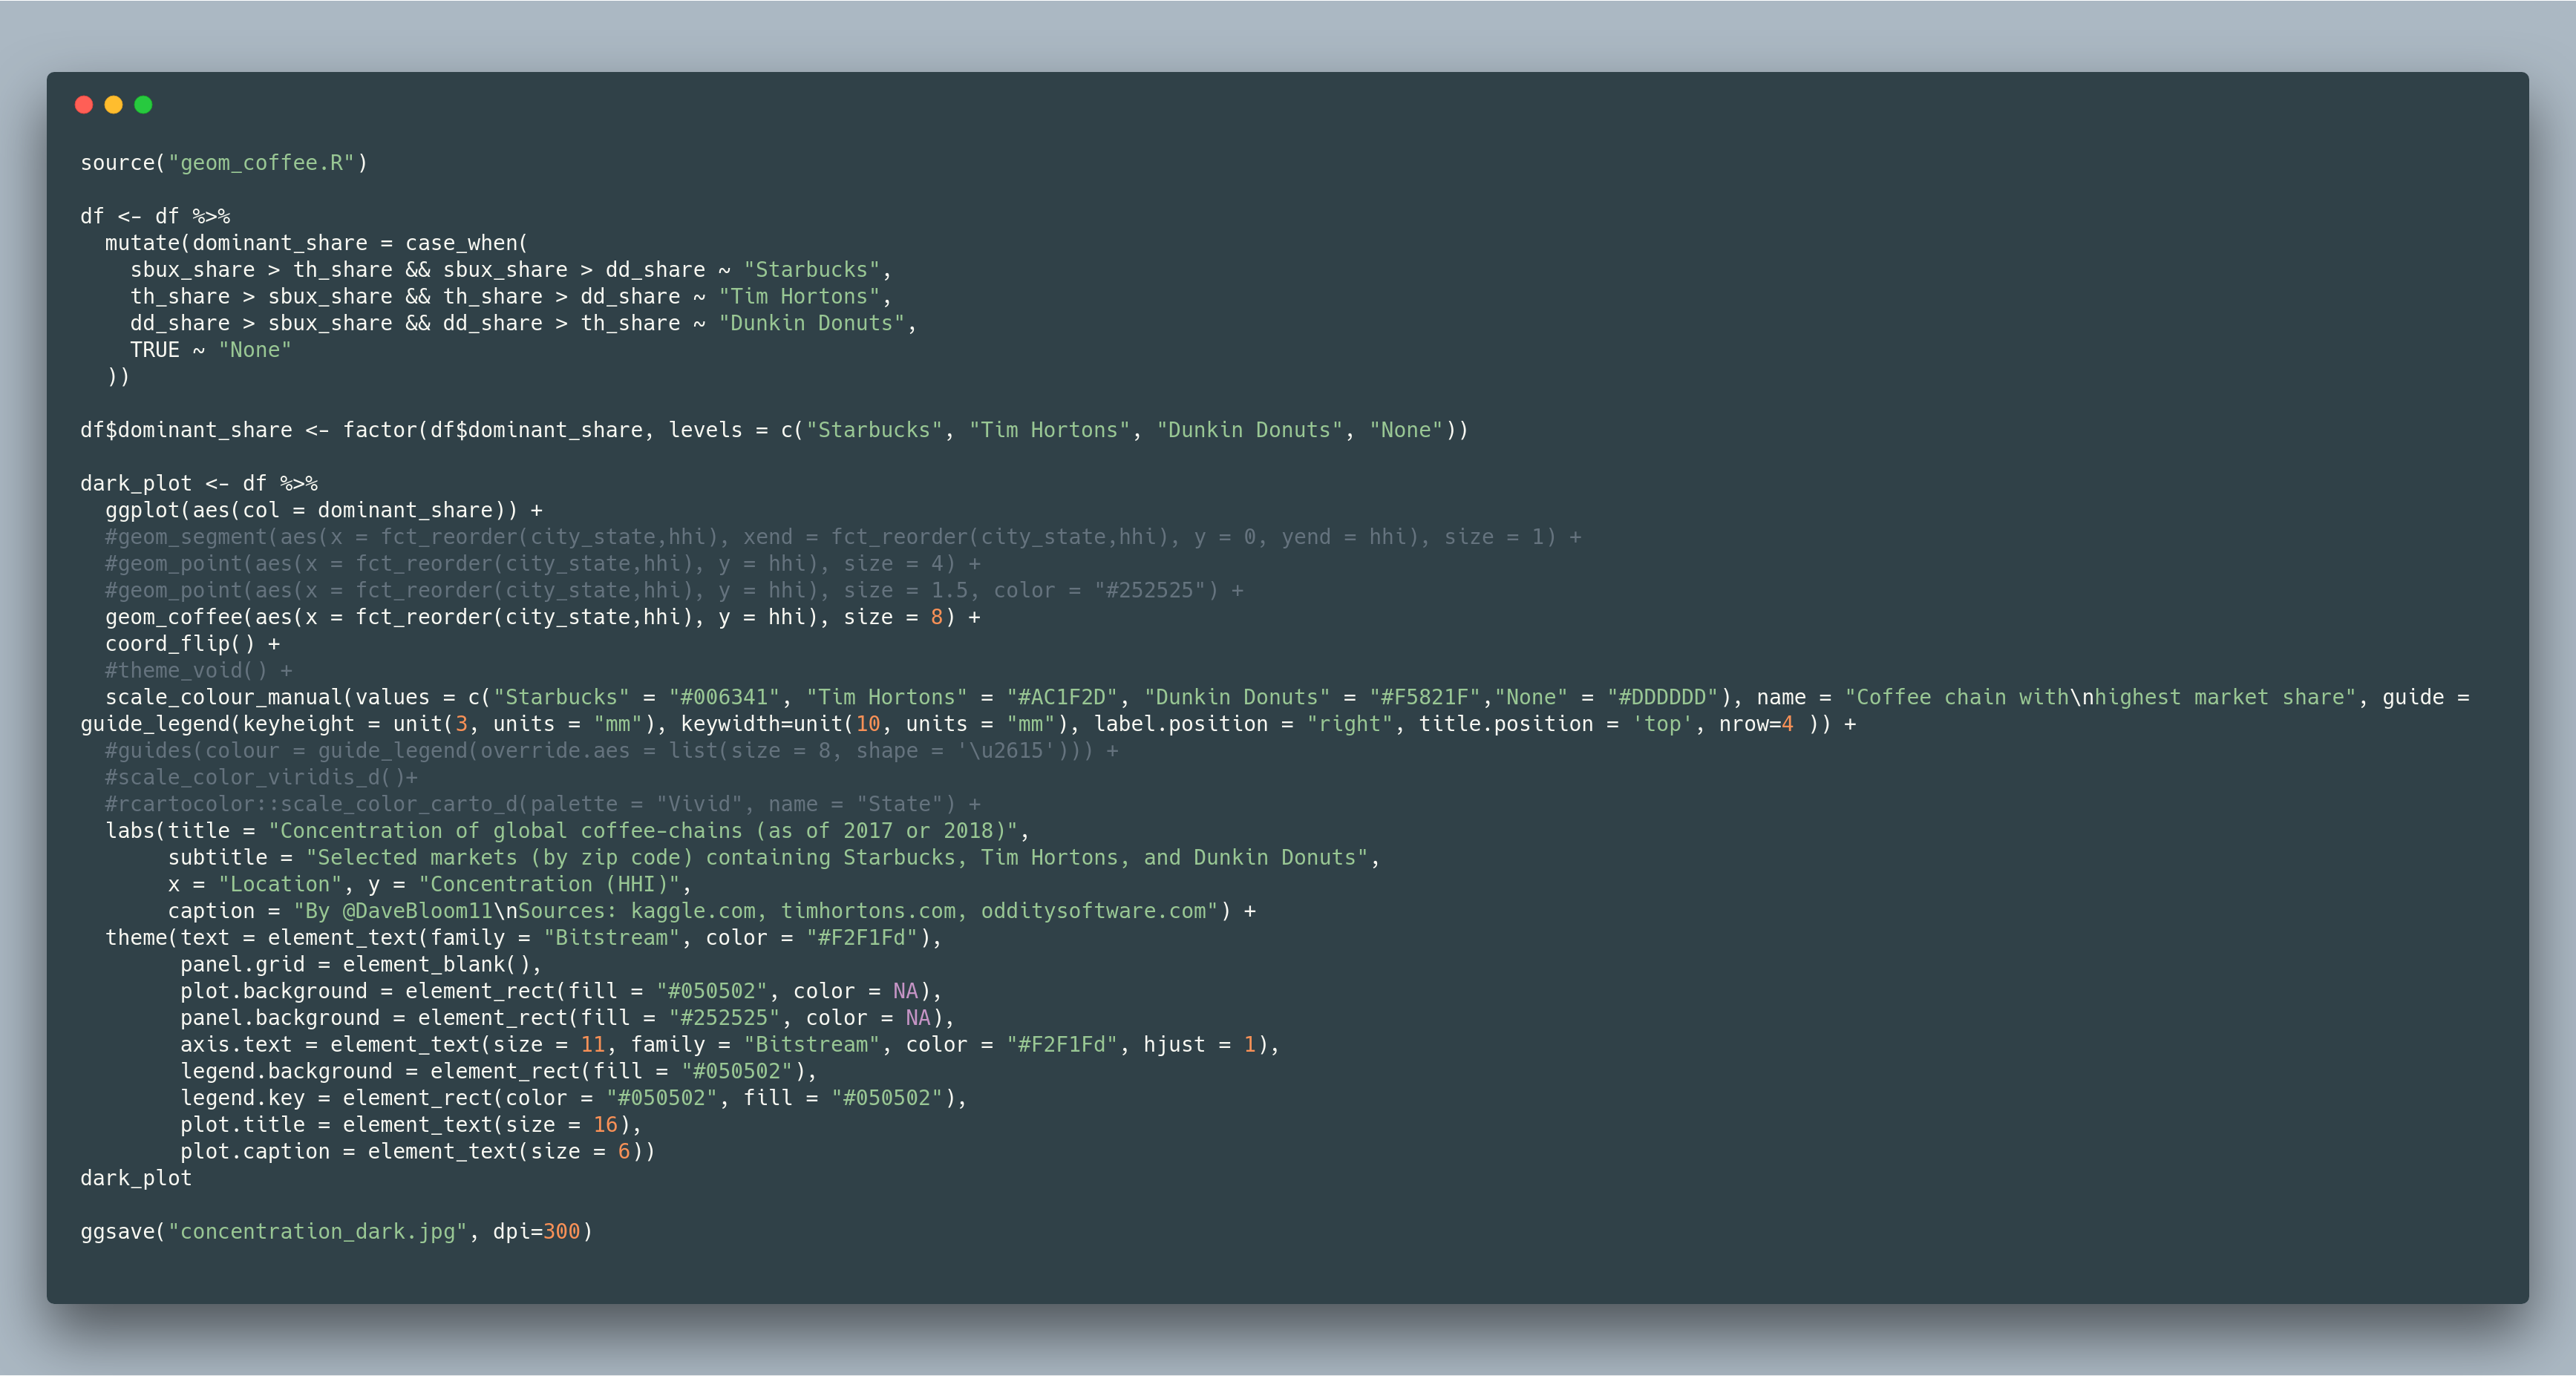 source("geom_coffee.R")

df <- df %>%
  mutate(dominant_share = case_when(
    sbux_share > th_share && sbux_share > dd_share ~ "Starbucks",
    th_share > sbux_share && th_share > dd_share ~ "Tim Hortons",
    dd_share > sbux_share && dd_share > th_share ~ "Dunkin Donuts",
    TRUE ~ "None"
  ))

df$dominant_share <- factor(df$dominant_share, levels = c("Starbucks", "Tim Hortons", "Dunkin Donuts", "None"))

dark_plot <- df %>%
  ggplot(aes(col = dominant_share)) +
  #geom_segment(aes(x = fct_reorder(city_state,hhi), xend = fct_reorder(city_state,hhi), y = 0, yend = hhi), size = 1) +
  #geom_point(aes(x = fct_reorder(city_state,hhi), y = hhi), size = 4) +
  #geom_point(aes(x = fct_reorder(city_state,hhi), y = hhi), size = 1.5, color = "#252525") +
  geom_coffee(aes(x = fct_reorder(city_state,hhi), y = hhi), size = 8) +
  coord_flip() +
  #theme_void() +
  scale_colour_manual(values = c("Starbucks" = "#006341", "Tim Hortons" = "#AC1F2D", "Dunkin Donuts" = "#F5821F","None" = "#DDDDDD"), name = "Coffee chain with\nhighest market share", guide =
guide_legend(keyheight = unit(3, units = "mm"), keywidth=unit(10, units = "mm"), label.position = "right", title.position = 'top', nrow=4 )) +
  #guides(colour = guide_legend(override.aes = list(size = 8, shape = '\u2615'))) +
  #scale_color_viridis_d()+
  #rcartocolor::scale_color_carto_d(palette = "Vivid", name = "State") +
  labs(title = "Concentration of global coffee-chains (as of 2017 or 2018)",
       subtitle = "Selected markets (by zip code) containing Starbucks, Tim Hortons, and Dunkin Donuts",
       x = "Location", y = "Concentration (HHI)",
       caption = "By @DaveBloom11\nSources: kaggle.com, timhortons.com, odditysoftware.com") +
  theme(text = element_text(family = "Bitstream", color = "#F2F1Fd"),
        panel.grid = element_blank(),
        plot.background = element_rect(fill = "#050502", color = NA),
        panel.background = element_rect(fill = "#252525", color = NA),
        axis.text = element_text(size = 11, family = "Bitstream", color = "#F2F1Fd", hjust = 1),
        legend.background = element_rect(fill = "#050502"),
        legend.key = element_rect(color = "#050502", fill = "#050502"),
        plot.title = element_text(size = 16),
        plot.caption = element_text(size = 6))
dark_plot

ggsave("concentration_dark.jpg", dpi=300)